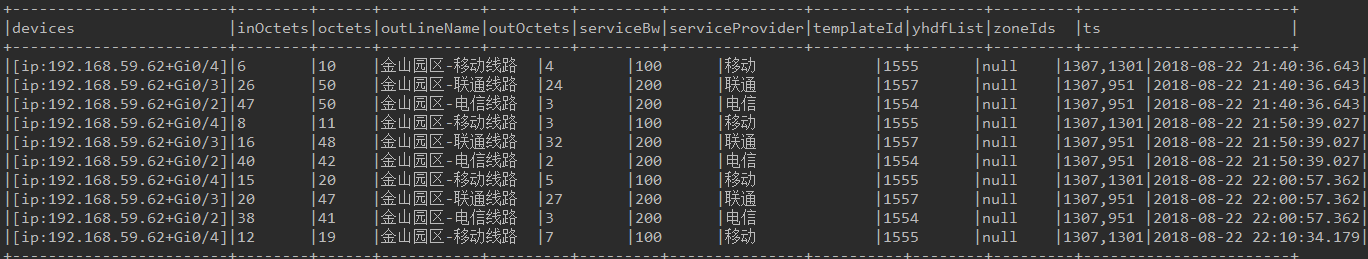 +----------------------+--------+------+-----------+---------+---------+---------------+----------+--------+---------+-----------------------+
|devices               |inOctets|octets|outLineName|outOctets|serviceBw|serviceProvider|templateId|yhdfList|zoneIds  |ts                     |
+----------------------+--------+------+-----------+---------+---------+---------------+----------+--------+---------+-----------------------+
|[ip:192.168.59.62+Gi0/4]|6       |10    |金山园区-移动线路  |4        |100      |移动             |1555      |null    |1307,1301|2018-08-22 21:40:36.643|
|[ip:192.168.59.62+Gi0/3]|26      |50    |金山园区-联通线路  |24       |200      |联通             |1557      |null    |1307,951 |2018-08-22 21:40:36.643|
|[ip:192.168.59.62+Gi0/2]|47      |50    |金山园区-电信线路  |3        |200      |电信             |1554      |null    |1307,951 |2018-08-22 21:40:36.643|
|[ip:192.168.59.62+Gi0/4]|8       |11    |金山园区-移动线路  |3        |100      |移动             |1555      |null    |1307,1301|2018-08-22 21:50:39.027|
|[ip:192.168.59.62+Gi0/3]|16      |48    |金山园区-联通线路  |32       |200      |联通             |1557      |null    |1307,951 |2018-08-22 21:50:39.027|
|[ip:192.168.59.62+Gi0/2]|40      |42    |金山园区-电信线路  |2        |200      |电信             |1554      |null    |1307,951 |2018-08-22 21:50:39.027|
|[ip:192.168.59.62+Gi0/4]|15      |20    |金山园区-移动线路  |5        |100      |移动             |1555      |null    |1307,1301|2018-08-22 22:00:57.362|
|[ip:192.168.59.62+Gi0/3]|20      |47    |金山园区-联通线路  |27       |200      |联通             |1557      |null    |1307,951 |2018-08-22 22:00:57.362|
|[ip:192.168.59.62+Gi0/2]|38      |41    |金山园区-电信线路  |3        |200      |电信             |1554      |null    |1307,951 |2018-08-22 22:00:57.362|
|[ip:192.168.59.62+Gi0/4]|12      |19    |金山园区-移动线路  |7        |100      |移动             |1555      |null    |1307,1301|2018-08-22 22:10:34.179|
+----------------------+--------+------+-----------+---------+---------+---------------+----------+--------+---------+-----------------------+